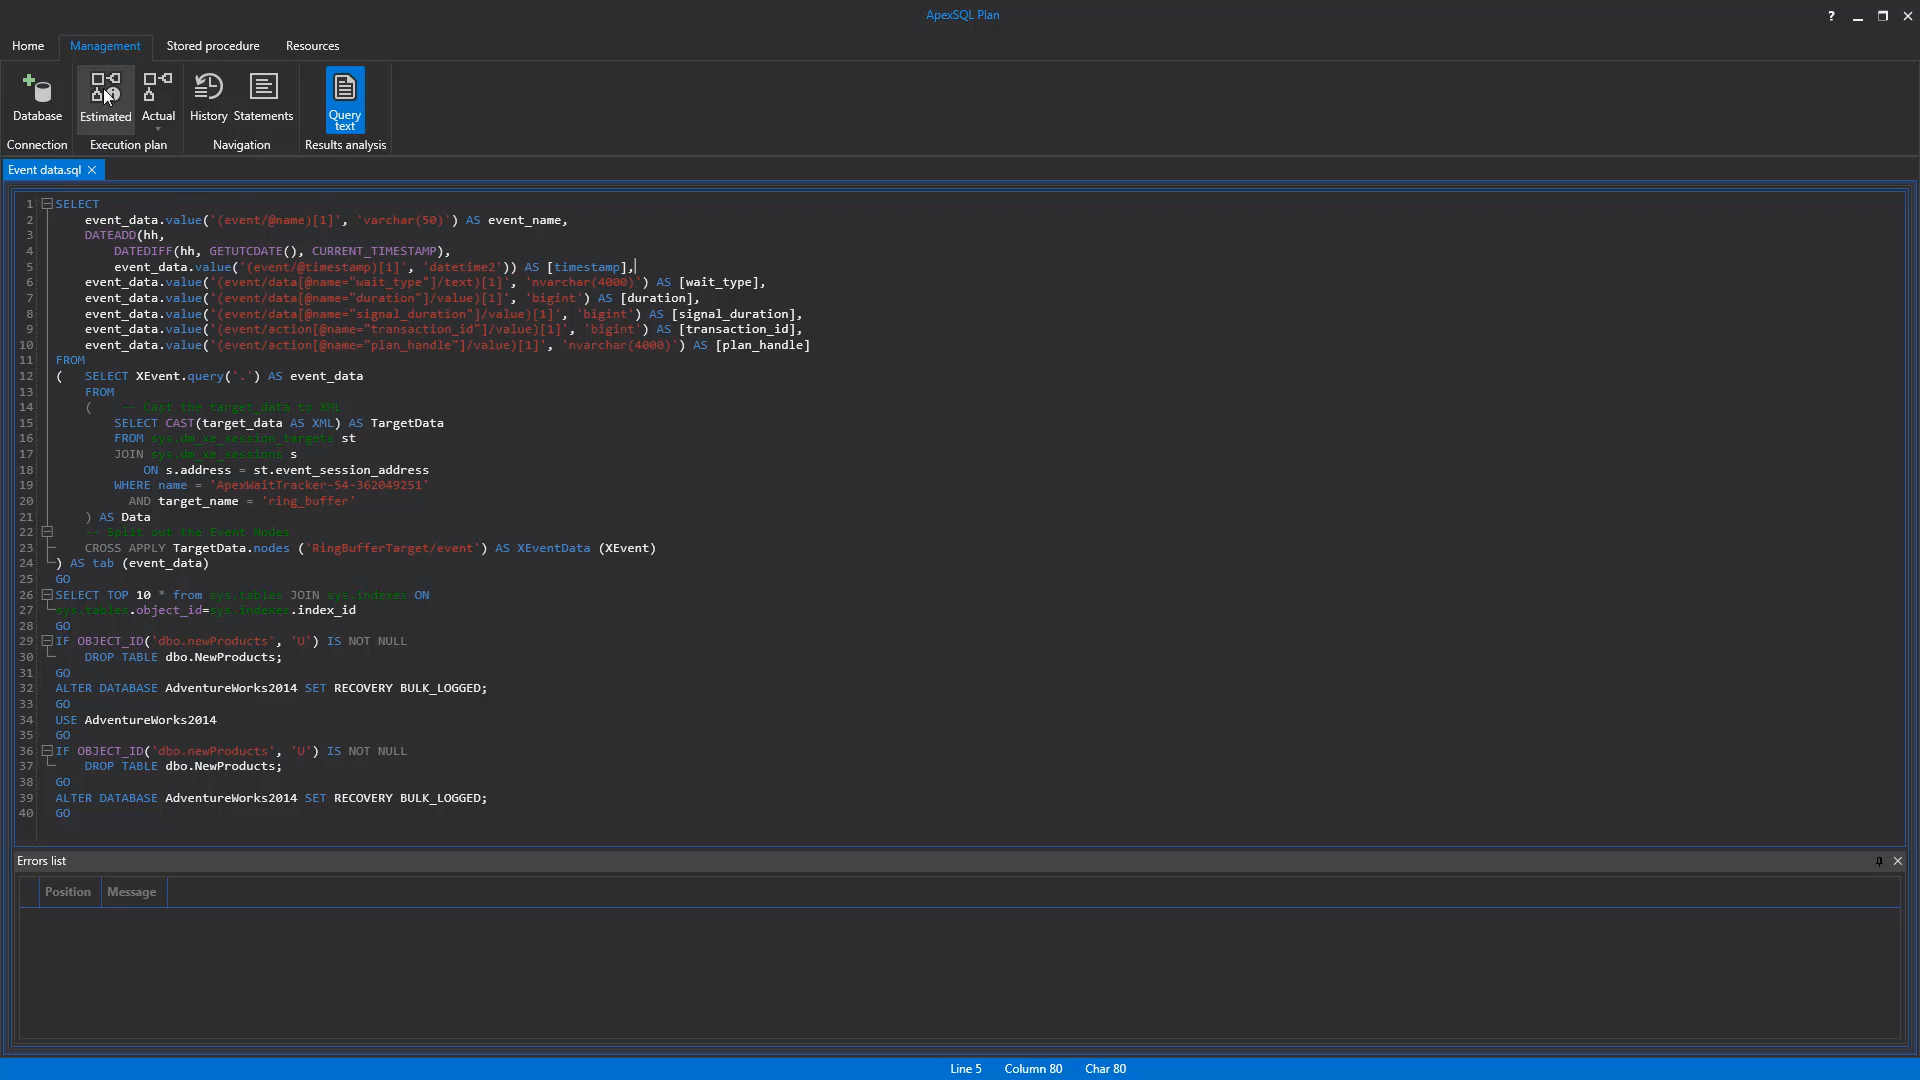 ApexSQL Plan
?
Home Management Stored procedure Resources
Database Estimated Actual History Statements Query text
Connection Execution plan Navigation Results analysis
Event data.sql
1 SELECT
2 event_data.value('(event/@name)[1]', 'varchar(50)') AS event_name,
3 DATEADD(hh,
4 DATEDIFF(hh, GETUTCDATE(), CURRENT_TIMESTAMP),
5 event_data.value('(event/@timestamp)[1]', 'datetime2')) AS [timestamp],
6 event_data.value('(event/data[@name="wait_type"]/text)[1]', 'nvarchar(4000)') AS [wait_type],
7 event_data.value('(event/data[@name="duration"]/value)[1]', 'bigint') AS [duration],
8 event_data.value('(event/data[@name="signal_duration"]/value)[1]', 'bigint') AS [signal_duration],
9 event_data.value('(event/action[@name="transaction_id"]/value)[1]', 'bigint') AS [transaction_id],
10 event_data.value('(event/action[@name="plan_handle"]/value)[1]', 'nvarchar(4000)') AS [plan_handle]
11 FROM
12 ( SELECT XEvent.query('.') AS event_data
13 FROM
14 ( -- Cast the target_data to XML
15 SELECT CAST(target_data AS XML) AS TargetData
16 FROM sys.dm_xe_session_targets st
17 JOIN sys.dm_xe_sessions s
18 ON s.address = st.event_session_address
19 WHERE name = 'ApexWaitTracker-54-362049251'
20 AND target_name = 'ring_buffer'
21 ) AS Data
22 -- Split out the Event Nodes
23 CROSS APPLY TargetData.nodes ('RingBufferTarget/event') AS XEventData (XEvent)
24 ) AS tab (event_data)
25 GO
26 SELECT TOP 10 * from sys.tables JOIN sys.indexes ON
27 sys.tables.object_id=sys.indexes.index_id
28 GO
29 IF OBJECT_ID('dbo.newProducts', 'U') IS NOT NULL
30 DROP TABLE dbo.NewProducts;
31 GO
32 ALTER DATABASE AdventureWorks2014 SET RECOVERY BULK_LOGGED;
33 GO
34 USE AdventureWorks2014
35 GO
36 IF OBJECT_ID('dbo.newProducts', 'U') IS NOT NULL
37 DROP TABLE dbo.NewProducts;
38 GO
39 ALTER DATABASE AdventureWorks2014 SET RECOVERY BULK_LOGGED;
40 GO
Errors list
Position Message
Line 5 Column 80 Char 80